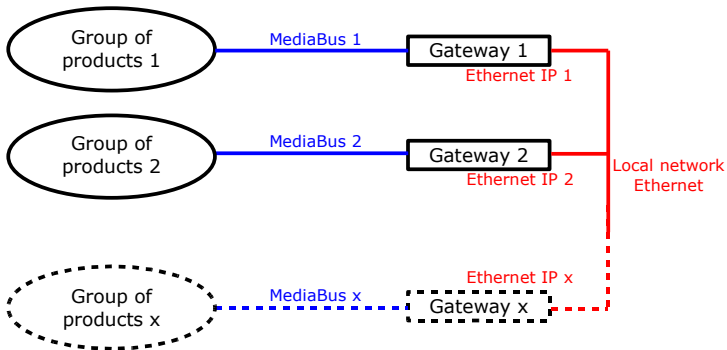 Group of
products 1
MediaBus 1
Gateway 1
Ethernet IP 1
Group of
products 2
MediaBus 2
Gateway 2
Ethernet IP 2
Local network
Ethernet
Group of
products x
MediaBus x
Ethernet IP x
Gateway x